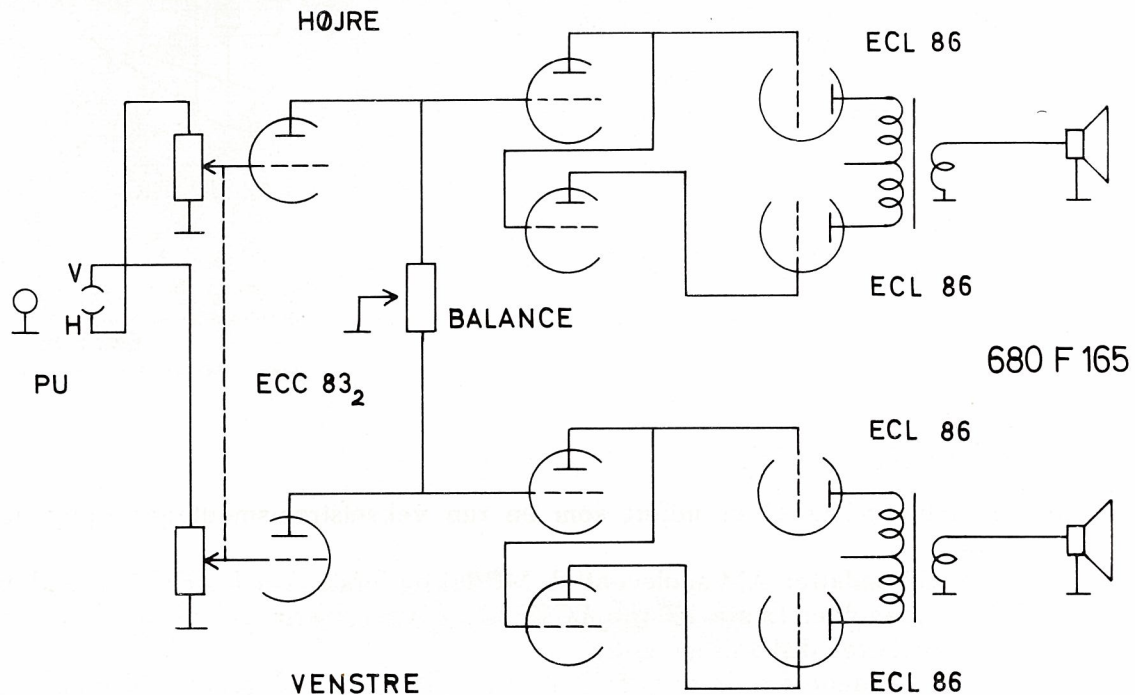 HØJRE
ECL 86
V
H
PU
BALANCE
ECL 86
ECC 83₂
680 F 165
ECL 86
VENSTRE
ECL 86